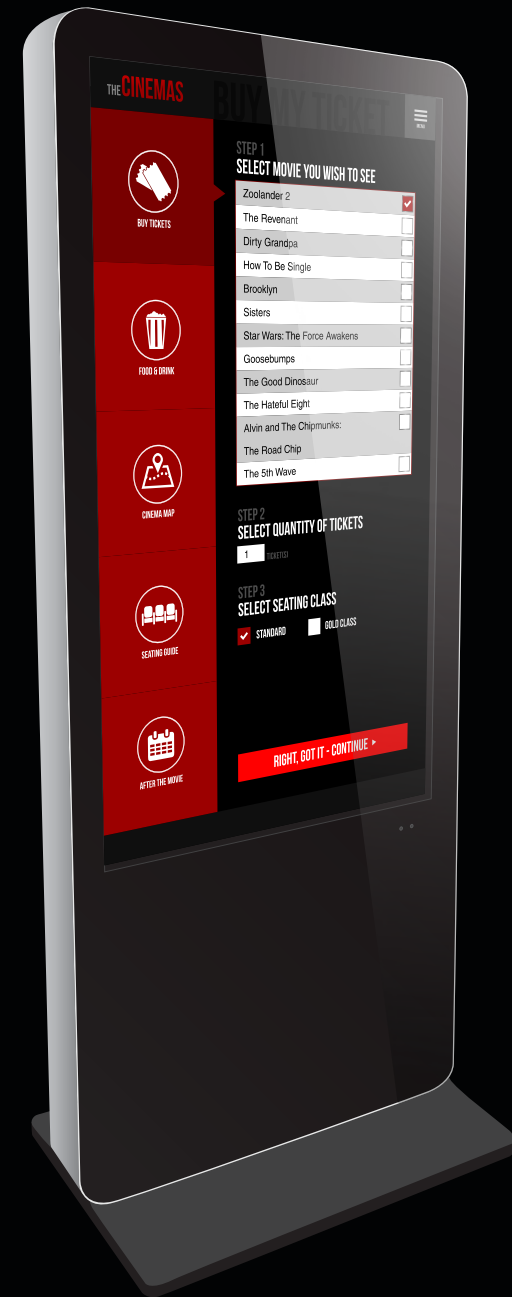 THE CINEMAS
BUY MY TICKET
MENU
BUY TICKETS
FOOD & DRINK
CINEMA MAP
SEATING GUIDE
AFTER THE MOVIE
STEP 1
SELECT MOVIE YOU WISH TO SEE
Zoolander 2
The Revenant
Dirty Grandpa
How To Be Single
Brooklyn
Sisters
Star Wars: The Force Awakens
Goosebumps
The Good Dinosaur
The Hateful Eight
Alvin and The Chipmunks:
The Road Chip
The 5th Wave
STEP 2
SELECT QUANTITY OF TICKETS
1 TICKET(S)
STEP 3
SELECT SEATING CLASS
STANDARD GOLD CLASS
RIGHT, GOT IT - CONTINUE